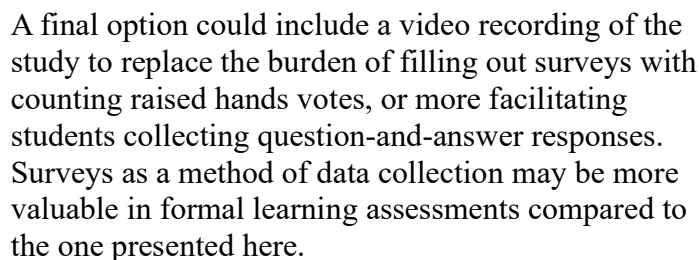 A final option could include a video recording of the
study to replace the burden of filling out surveys with
counting raised hands votes, or more facilitating
students collecting question-and-answer responses.
Surveys as a method of data collection may be more
valuable in formal learning assessments compared to
the one presented here.